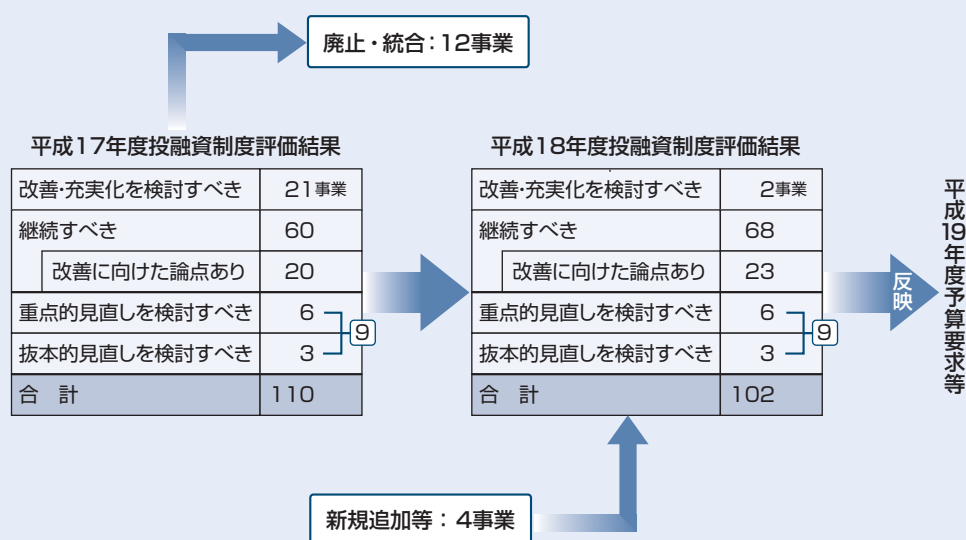 廃止・統合：12事業
平成17年度投融資制度評価結果
改善・充実化を検討すべき 21事業
継続すべき 60
改善に向けた論点あり 20
重点的見直しを検討すべき 6
抜本的見直しを検討すべき 3
9
合 計 110
平成18年度投融資制度評価結果
改善・充実化を検討すべき 2事業
継続すべき 68
改善に向けた論点あり 23
重点的見直しを検討すべき 6
抜本的見直しを検討すべき 3
9
合 計 102
反映
平成19年度予算要求等
新規追加等：4事業